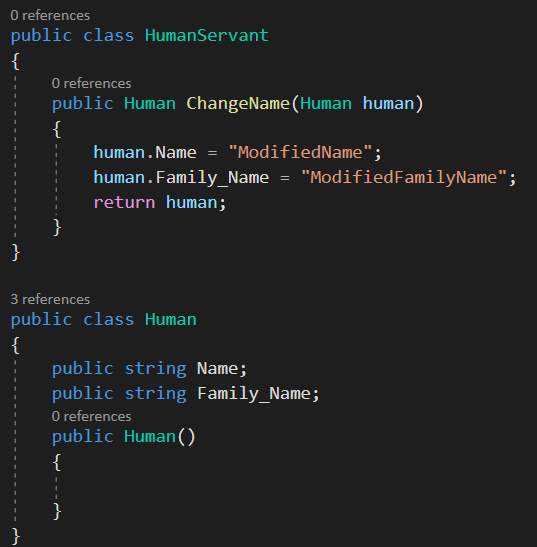 0 references
public class HumanServant
{
0 references
public Human ChangeName(Human human)
{
human.Name = "ModifiedName";
human.Family_Name = "ModifiedFamilyName";
return human;
}
}
3 references
public class Human
{
public string Name;
public string Family_Name;
0 references
public Human()
{
}
}